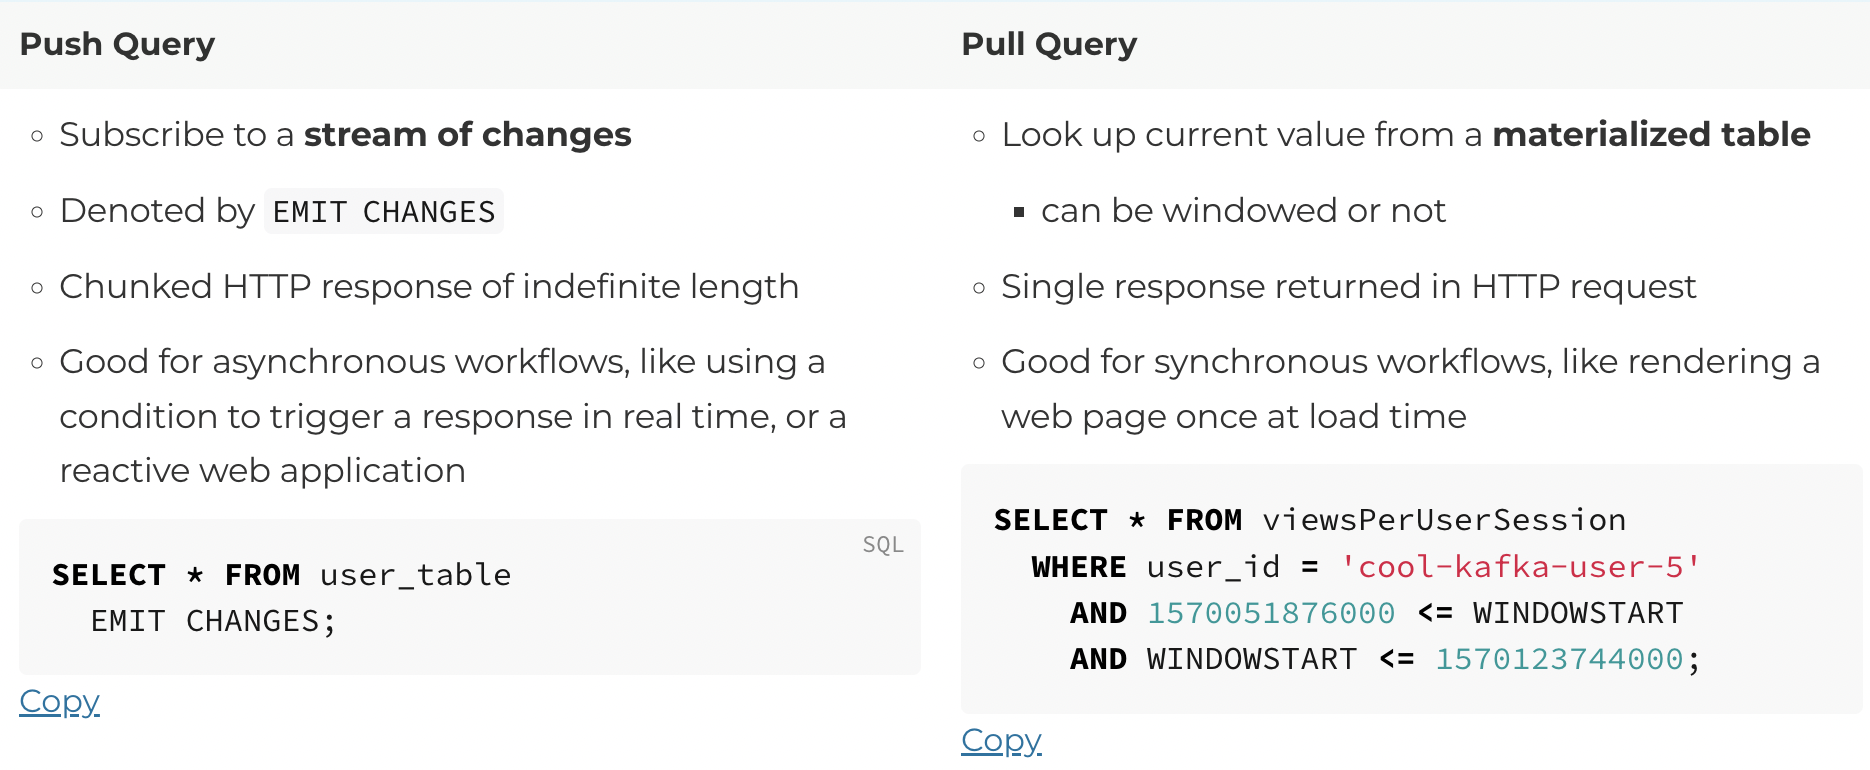 Push Query
Subscribe to a stream of changes
Denoted by EMIT CHANGES
Chunked HTTP response of indefinite length
Good for asynchronous workflows, like using a
condition to trigger a response in real time, or a
reactive web application
SQL
SELECT * FROM user_table
EMIT CHANGES;
Copy
Pull Query
Look up current value from a materialized table
can be windowed or not
Single response returned in HTTP request
Good for synchronous workflows, like rendering a
web page once at load time
SELECT * FROM viewsPerUserSession
WHERE user_id = 'cool-kafka-user-5'
AND 1570051876000 <= WINDOWSTART
AND WINDOWSTART <= 1570123744000;
Copy